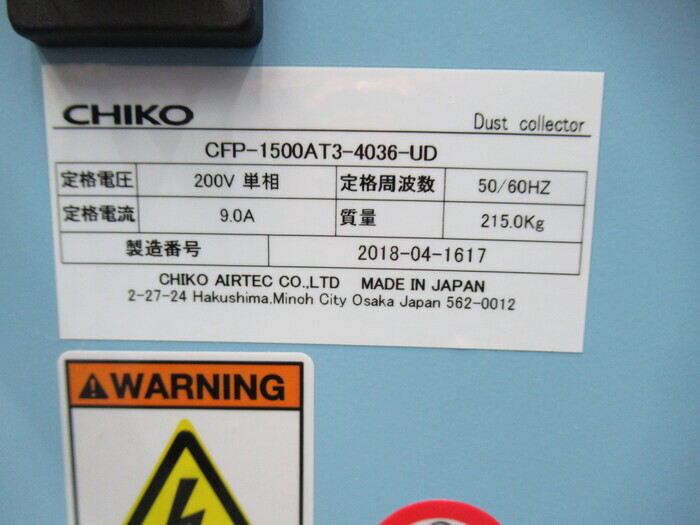 CHIKO Dust collector
CFP-1500AT3-4036-UD
定格電圧 200V 単相 定格周波数 50/60HZ
定格電流 9.0A 質量 215.0Kg
製造番号 2018-04-1617
CHIKO AIRTEC CO.,LTD MADE IN JAPAN
2-27-24 Hakushima,Minoh City Osaka Japan 562-0012
WARNING